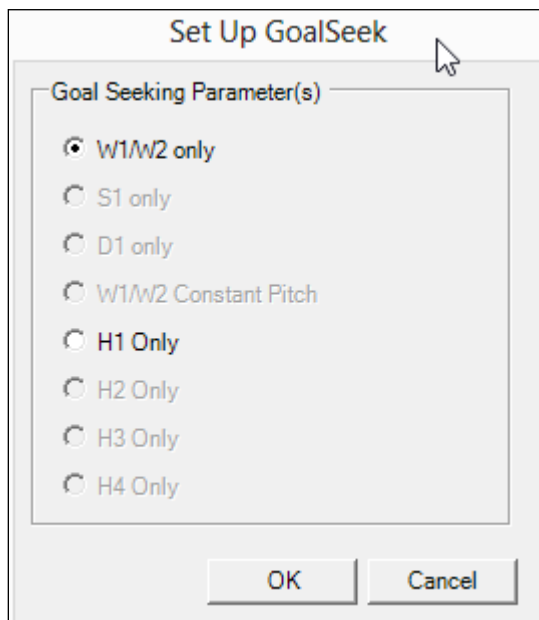 Set Up GoalSeek
Goal Seeking Parameter(s)
W1/W2 only
S1 only
D1 only
W1/W2 Constant Pitch
H1 Only
H2 Only
H3 Only
H4 Only
OK Cancel